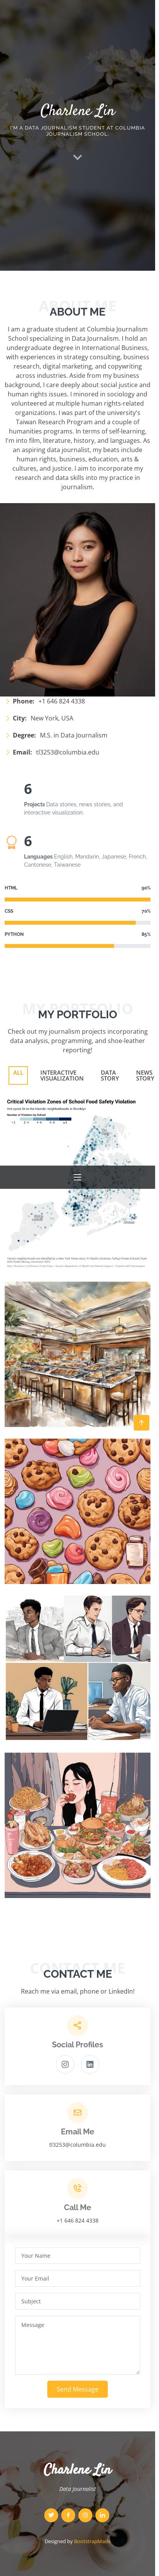 Charlene Lin
I'M A DATA JOURNALISM STUDENT AT COLUMBIA
JOURNALISM SCHOOL.
ABOUT ME
ABOUT ME
I am a graduate student at Columbia Journalism
School specializing in Data Journalism. I hold an
undergraduate degree in International Business,
with experiences in strategy consulting, business
research, digital marketing, and copywriting
across industries. Aside from my business
background, I care deeply about social issues and
human rights issues. I minored in sociology and
volunteered at multiple human rights-related
organizations. I was part of the university's
Taiwan Research Program and a couple of
humanities programs. In terms of self-learning,
I'm into film, literature, history, and languages. As
an aspiring data journalist, my beats include
human rights, business, education, arts &
cultures, and justice. I aim to incorporate my
research and data skills into my practice in
journalism.
Phone: +1 646 824 4338
City: New York, USA
Degree: M.S. in Data Journalism
Email: tl3253@columbia.edu
6
Projects Data stories, news stories, and
interactive visualization.
6
Languages English, Mandarin, Japanese, French,
Cantonese, Taiwanese
HTML 90%
CSS 70%
PYTHON 85%
MY PORTFOLIO
MY PORTFOLIO
Check out my journalism projects incorporating
data analysis, programming, and shoe-leather
reporting!
ALL
INTERACTIVE
VISUALIZATION
DATA
STORY
NEWS
STORY
Critical Violation Zones of School Food Safety Violation
Number of Violation by School
CONTACT ME
CONTACT ME
Reach me via email, phone or LinkedIn!
Social Profiles
Email Me
tl3253@columbia.edu
Call Me
+1 646 824 4338
Your Name
Your Email
Subject
Message
Send Message
Charlene Lin
Data Journalist
Designed by BootstrapMade